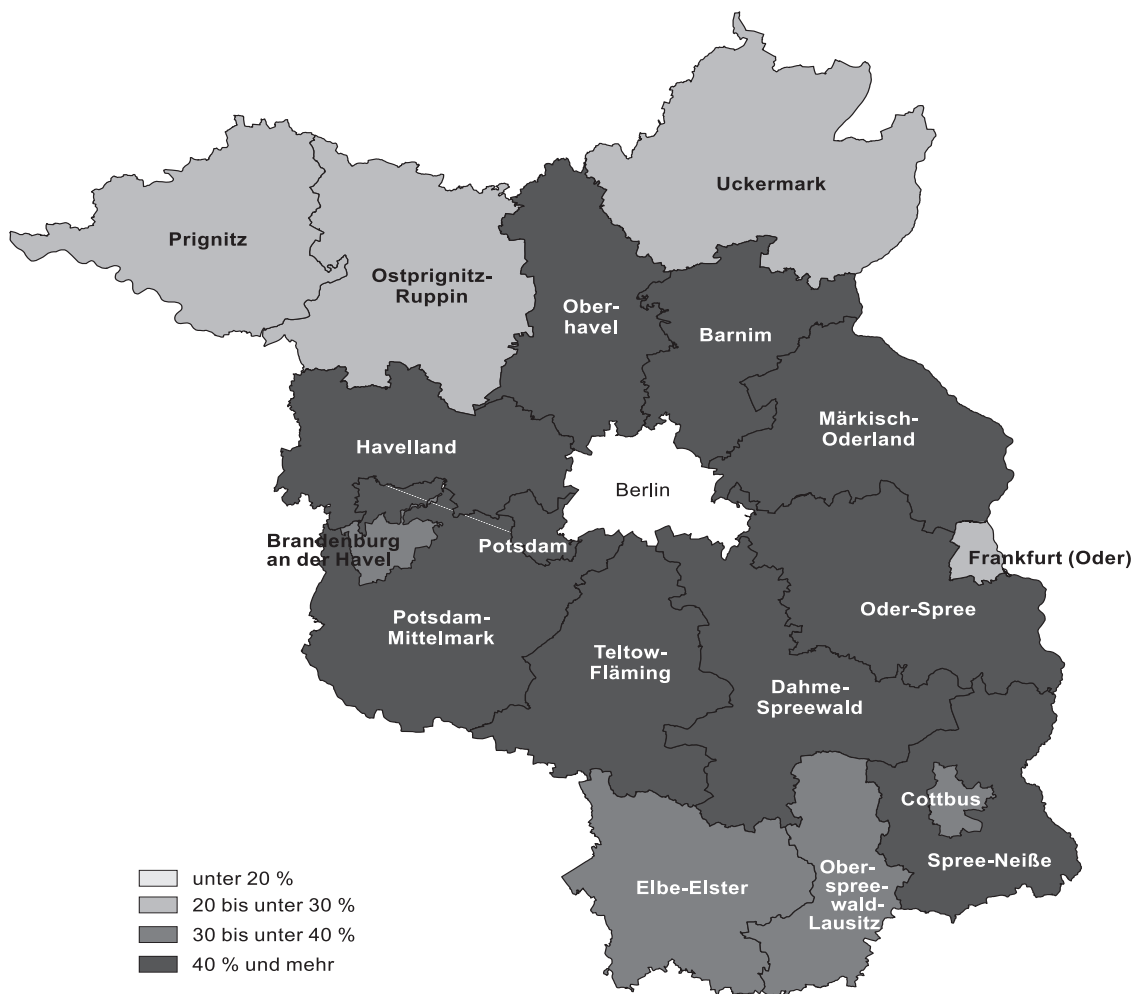 Uckermark
Prignitz
Ostprignitz-
Ruppin
Ober-
havel
Barnim
Märkisch-
Oderland
Havelland
Berlin
Brandenburg
an der Havel
Potsdam
Frankfurt (Oder)
Oder-Spree
Potsdam-
Mittelmark
Teltow-
Fläming
Dahme-
Spreewald
Cottbus
Spree-Neiße
Elbe-Elster
Ober-
spree-
wald-
Lausitz
unter 20 %
20 bis unter 30 %
30 bis unter 40 %
40 % und mehr